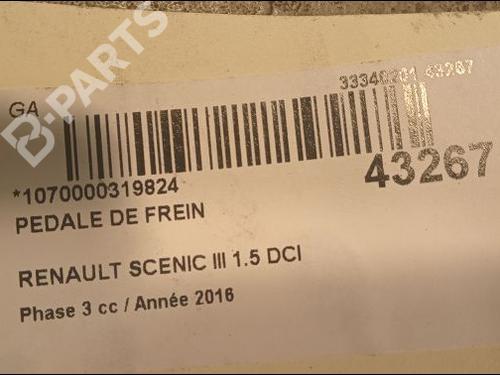 B-PARTS
GA
43267
43267
*1070000319824
PEDALE DE FREIN
RENAULT SCENIC III 1.5 DCI
Phase 3 cc / Année 2016